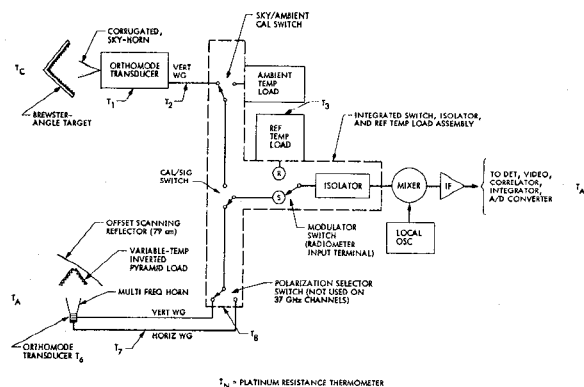 SKY/AMBIENT
CAL SWITCH
CORRUGATED,
SKY-HORN
ORTHOMODE
TRANSDUCER
VERT
WG
AMBIENT
TEMP
LOAD
T_C
T_1
T_2
T_3
BREWSTER-
ANGLE TARGET
REF
TEMP
LOAD
INTEGRATED SWITCH, ISOLATOR,
AND REF TEMP LOAD ASSEMBLY
R
CAL/SIG
SWITCH
S
ISOLATOR
MIXER
IF
TO DET, VIDEO,
CORRELATOR,
INTEGRATOR,
A/D CONVERTER
T_A
MODULATOR
SWITCH
(RADIOMETER
INPUT TERMINAL)
LOCAL
OSC
OFFSET SCANNING
REFLECTOR (79 cm)
VARIABLE-TEMP
INVERTED
PYRAMID LOAD
T_A
MULTI FREQ HORN
POLARIZATION SELECTOR
SWITCH (NOT USED ON
37 GHz CHANNELS)
VERT WG
ORTHOMODE
TRANSDUCER T_6
T_7
HORIZ WG
T_8
T_N = PLATINUM RESISTANCE THERMOMETER